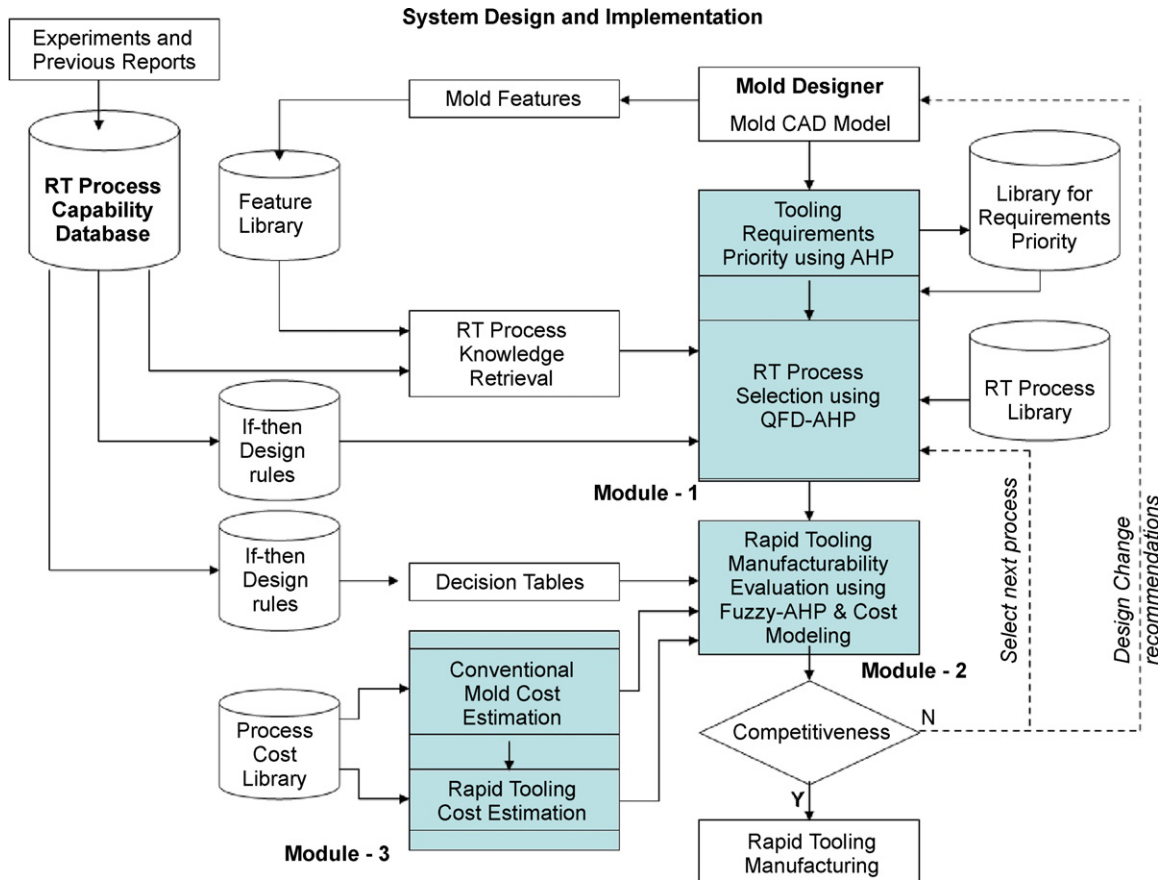 System Design and Implementation
Experiments and
Previous Reports
Mold Features
Mold Designer
Mold CAD Model
RT Process
Capability
Database
Feature
Library
Tooling
Requirements
Priority using AHP
Library for
Requirements
Priority
RT Process
Knowledge
Retrieval
RT Process
Selection using
QFD-AHP
RT Process
Library
If-then
Design
rules
Module - 1
If-then
Design
rules
Decision Tables
Rapid Tooling
Manufacturability
Evaluation using
Fuzzy-AHP & Cost
Modeling
Select next process
Design Change
recommendations
Module - 2
Conventional
Mold Cost
Estimation
Process
Cost
Library
Rapid Tooling
Cost Estimation
Module - 3
Competitiveness
N
Y
Rapid Tooling
Manufacturing